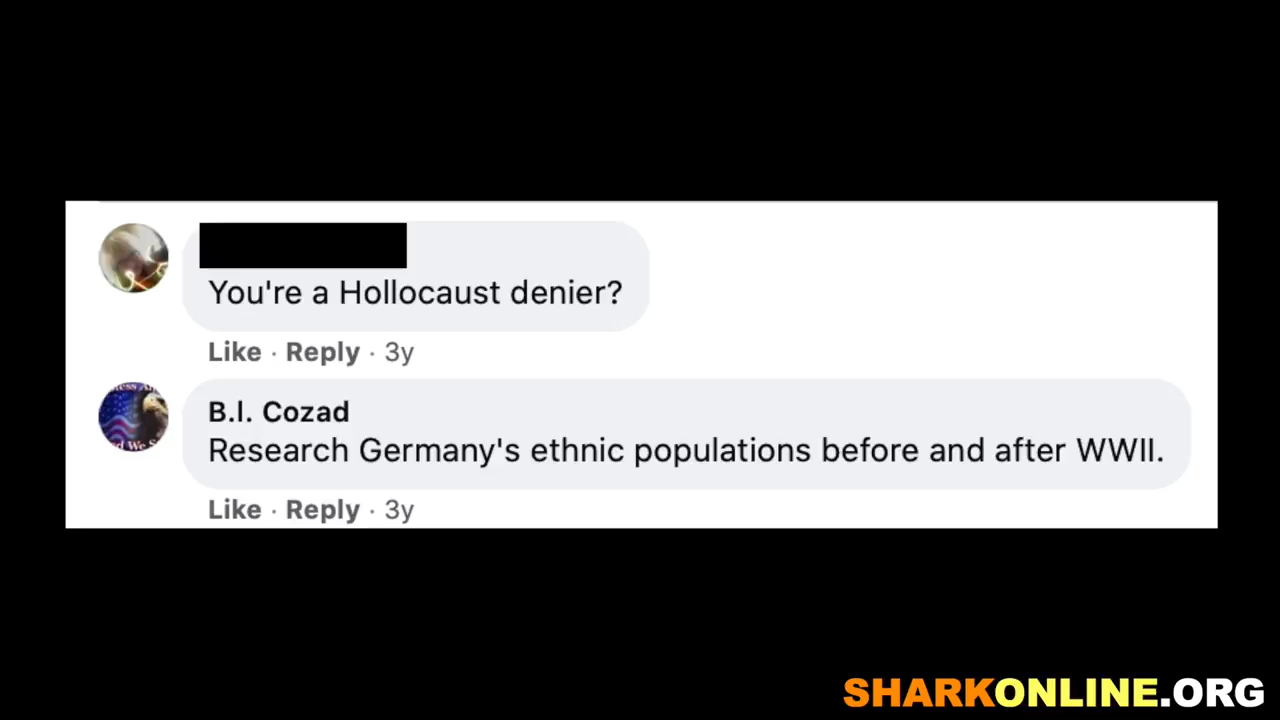 You're a Hollocaust denier?
Like · Reply · 3y
B.l. Cozad
Research Germany's ethnic populations before and after WWII.
Like · Reply · 3y
SHARKONLINE.ORG